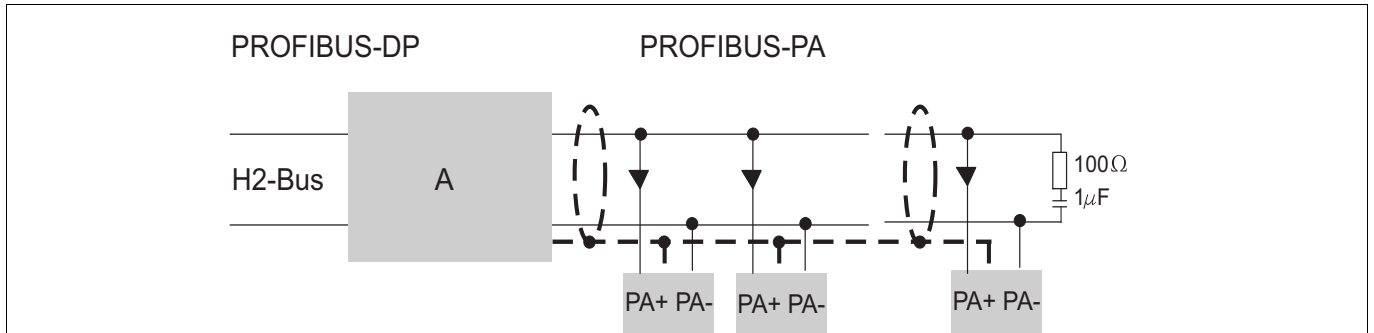 PROFIBUS-DP PROFIBUS-PA
H2-Bus A
100Ω
1μF
PA+ PA- PA+ PA- PA+ PA-